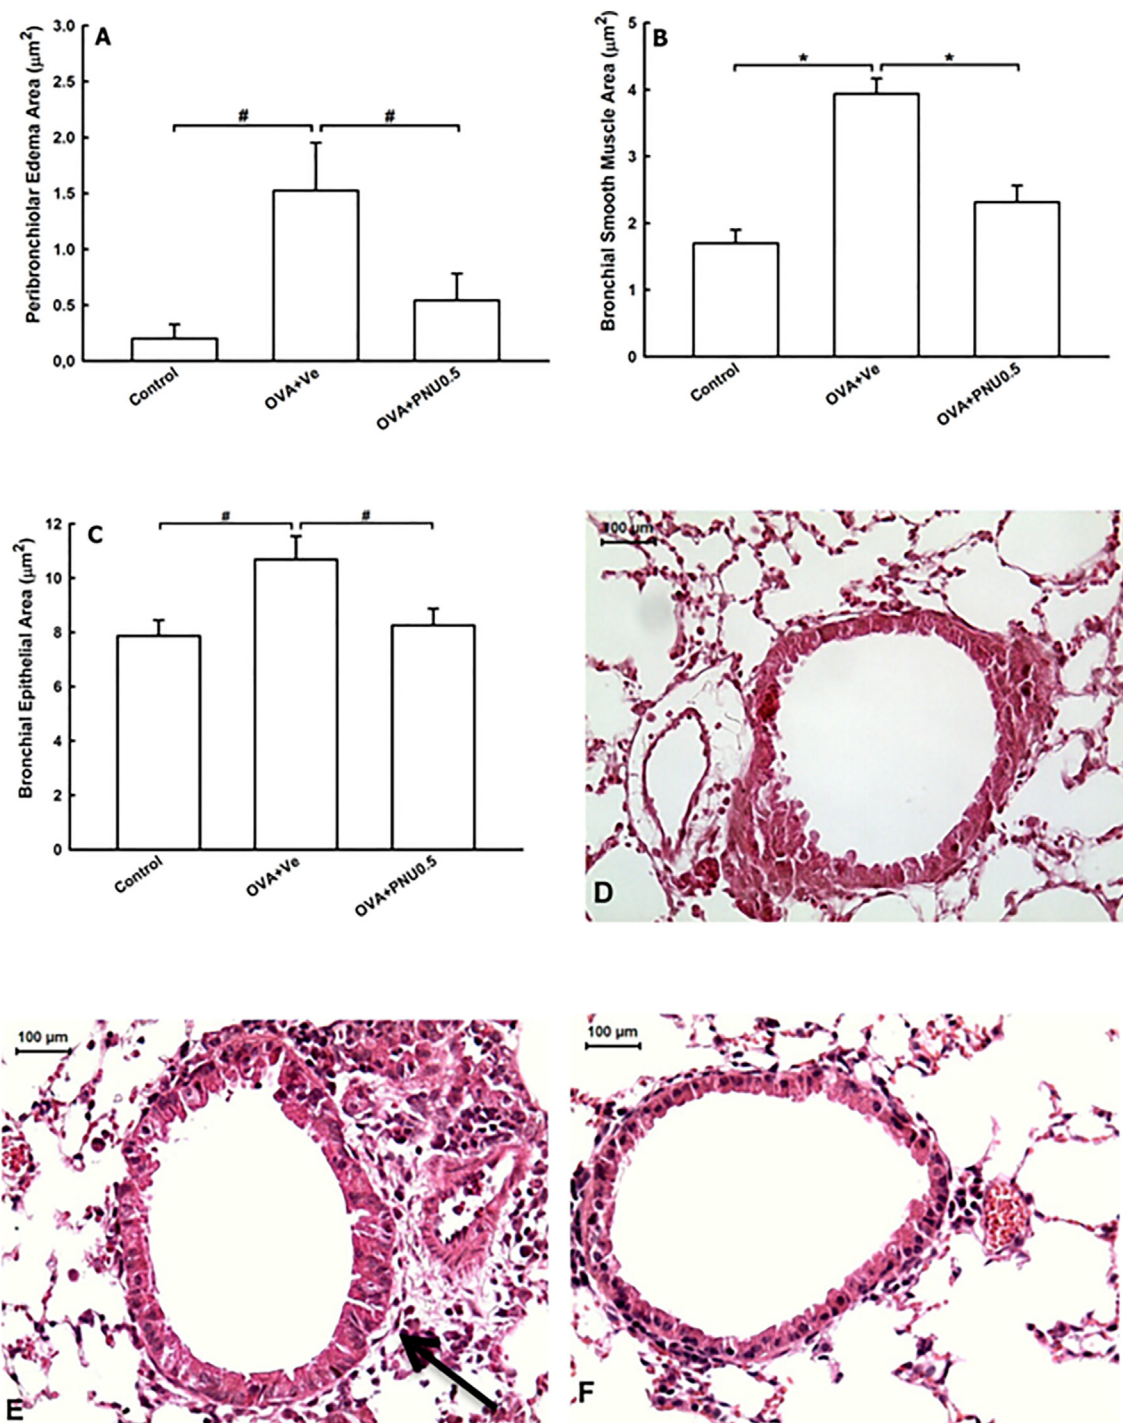 A
Peribronchiolar Edema Area (μm²)
3.0
2.5
2.0
1.5
1.0
0.5
0,0
#
#
Control
OVA+Ve
OVA+PNU0.5
B
Bronchial Smooth Muscle Area (μm²)
5
4
3
2
1
0
*
*
Control
OVA+Ve
OVA+PNU0.5
C
Bronchial Epithelial Area (μm²)
12
10
8
6
4
2
0
#
#
Control
OVA+Ve
OVA+PNU0.5
100 μm
D
100 μm
E
100 μm
F